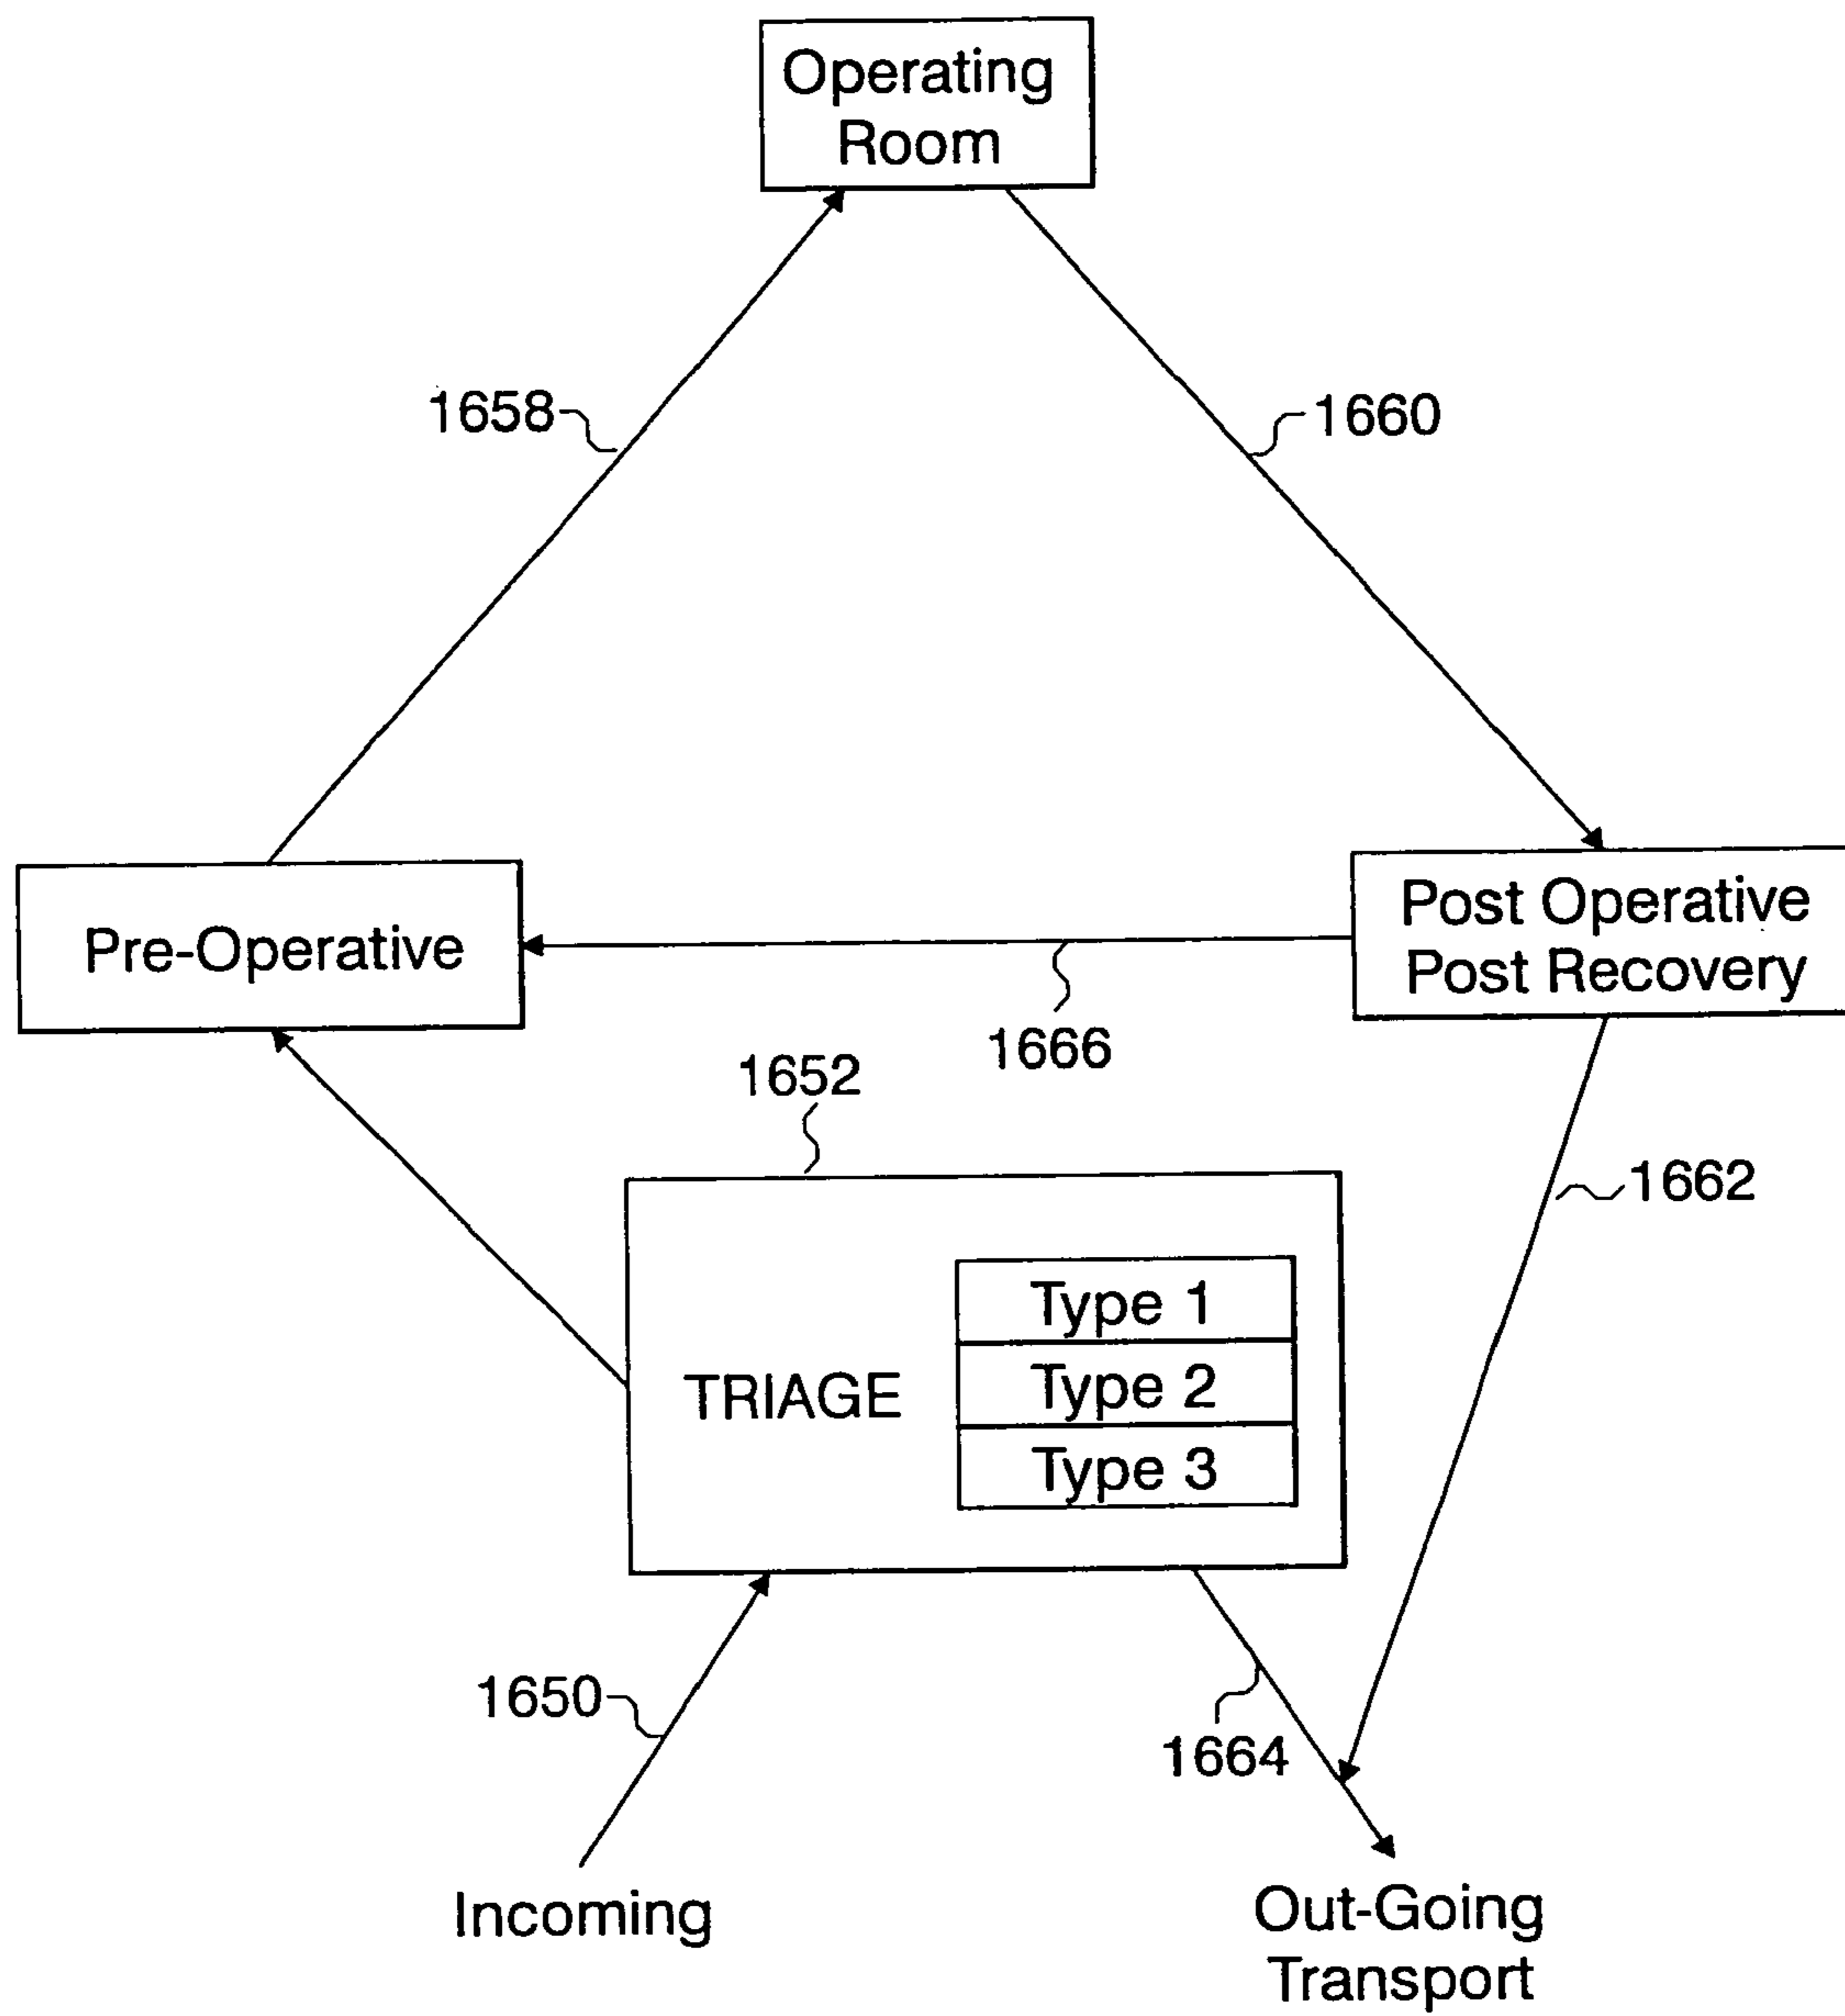 Operating
Room
1658
1660
Pre-Operative
Post Operative
Post Recovery
1666
1652
1662
TRIAGE
Type 1
Type 2
Type 3
1650
1664
Incoming
Out-Going
Transport